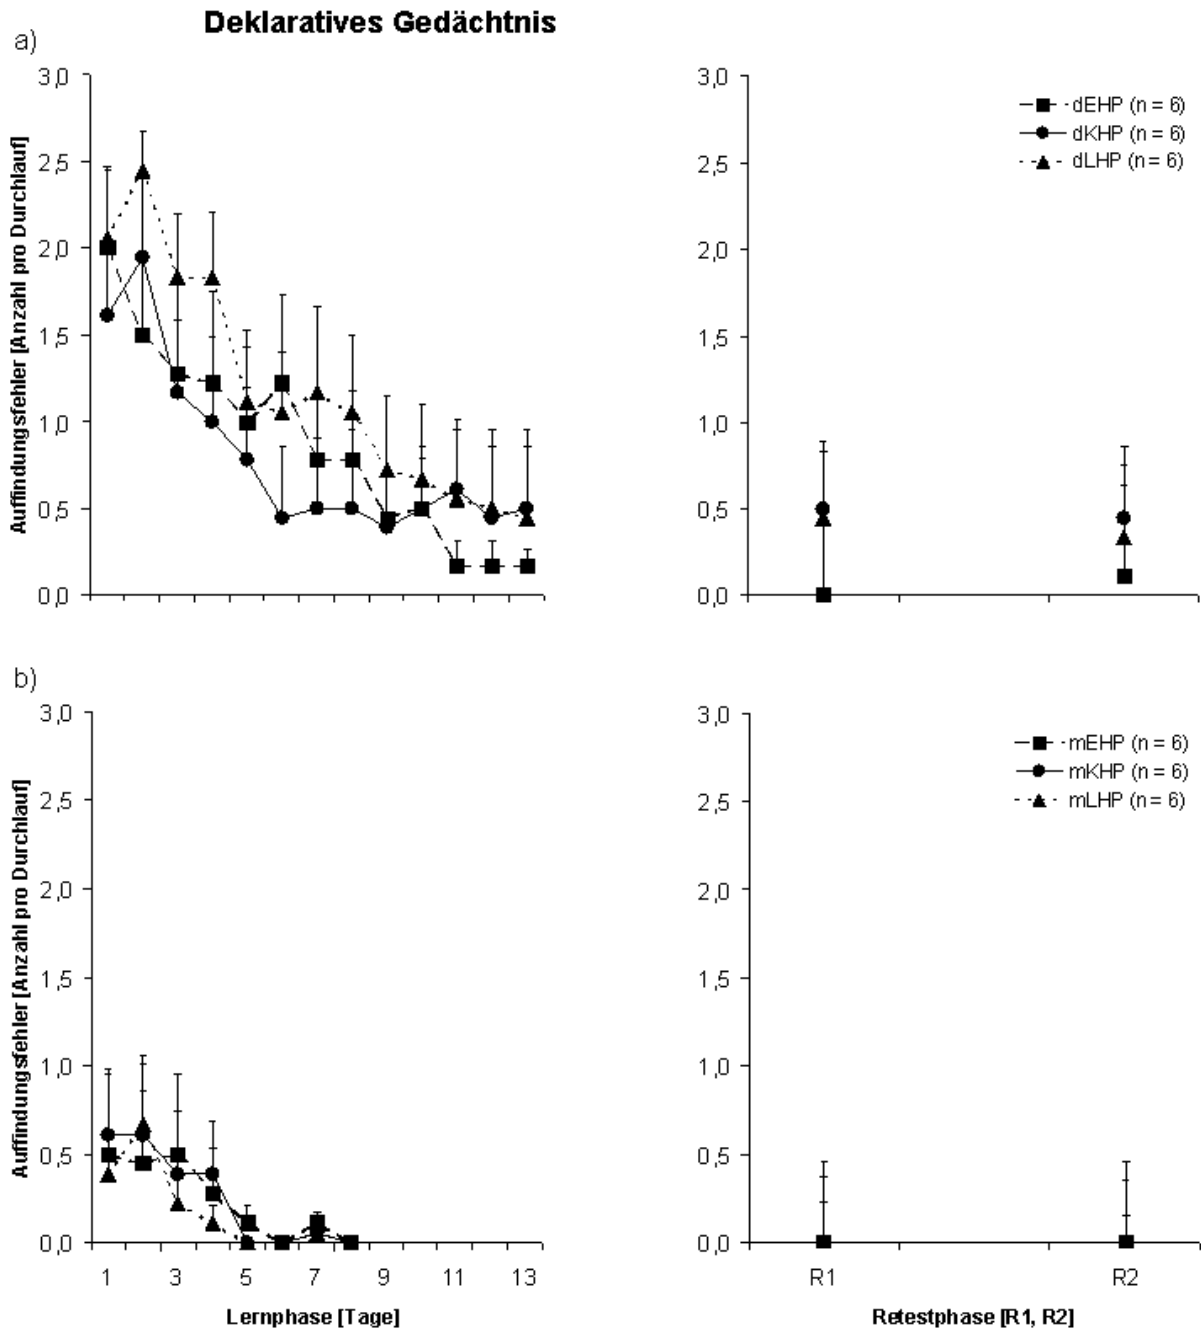 Deklaratives Gedächtnis
a)
Auffindungsfehler [Anzahl pro Durchlauf]
3,0
2,5
2,0
1,5
1,0
0,5
0,0
3,0
2,5
2,0
1,5
1,0
0,5
0,0
dEHP (n = 6)
dKHP (n = 6)
dLHP (n = 6)
b)
Auffindungsfehler [Anzahl pro Durchlauf]
3,0
2,5
2,0
1,5
1,0
0,5
0,0
1 3 5 7 9 11 13
Lernphase [Tage]
3,0
2,5
2,0
1,5
1,0
0,5
0,0
mEHP (n = 6)
mKHP (n = 6)
mLHP (n = 6)
R1 R2
Retestphase [R1, R2]